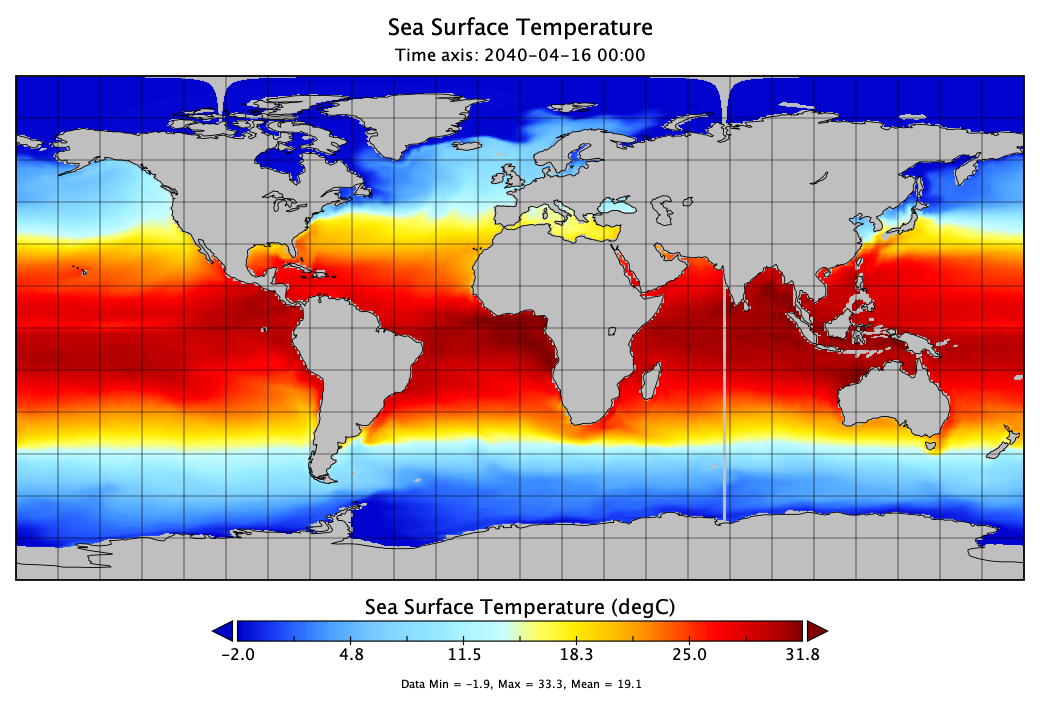 Sea Surface Temperature
Time axis: 2040-04-16 00:00
Sea Surface Temperature (degC)
-2.0 4.8 11.5 18.3 25.0 31.8
Data Min = -1.9, Max = 33.3, Mean = 19.1